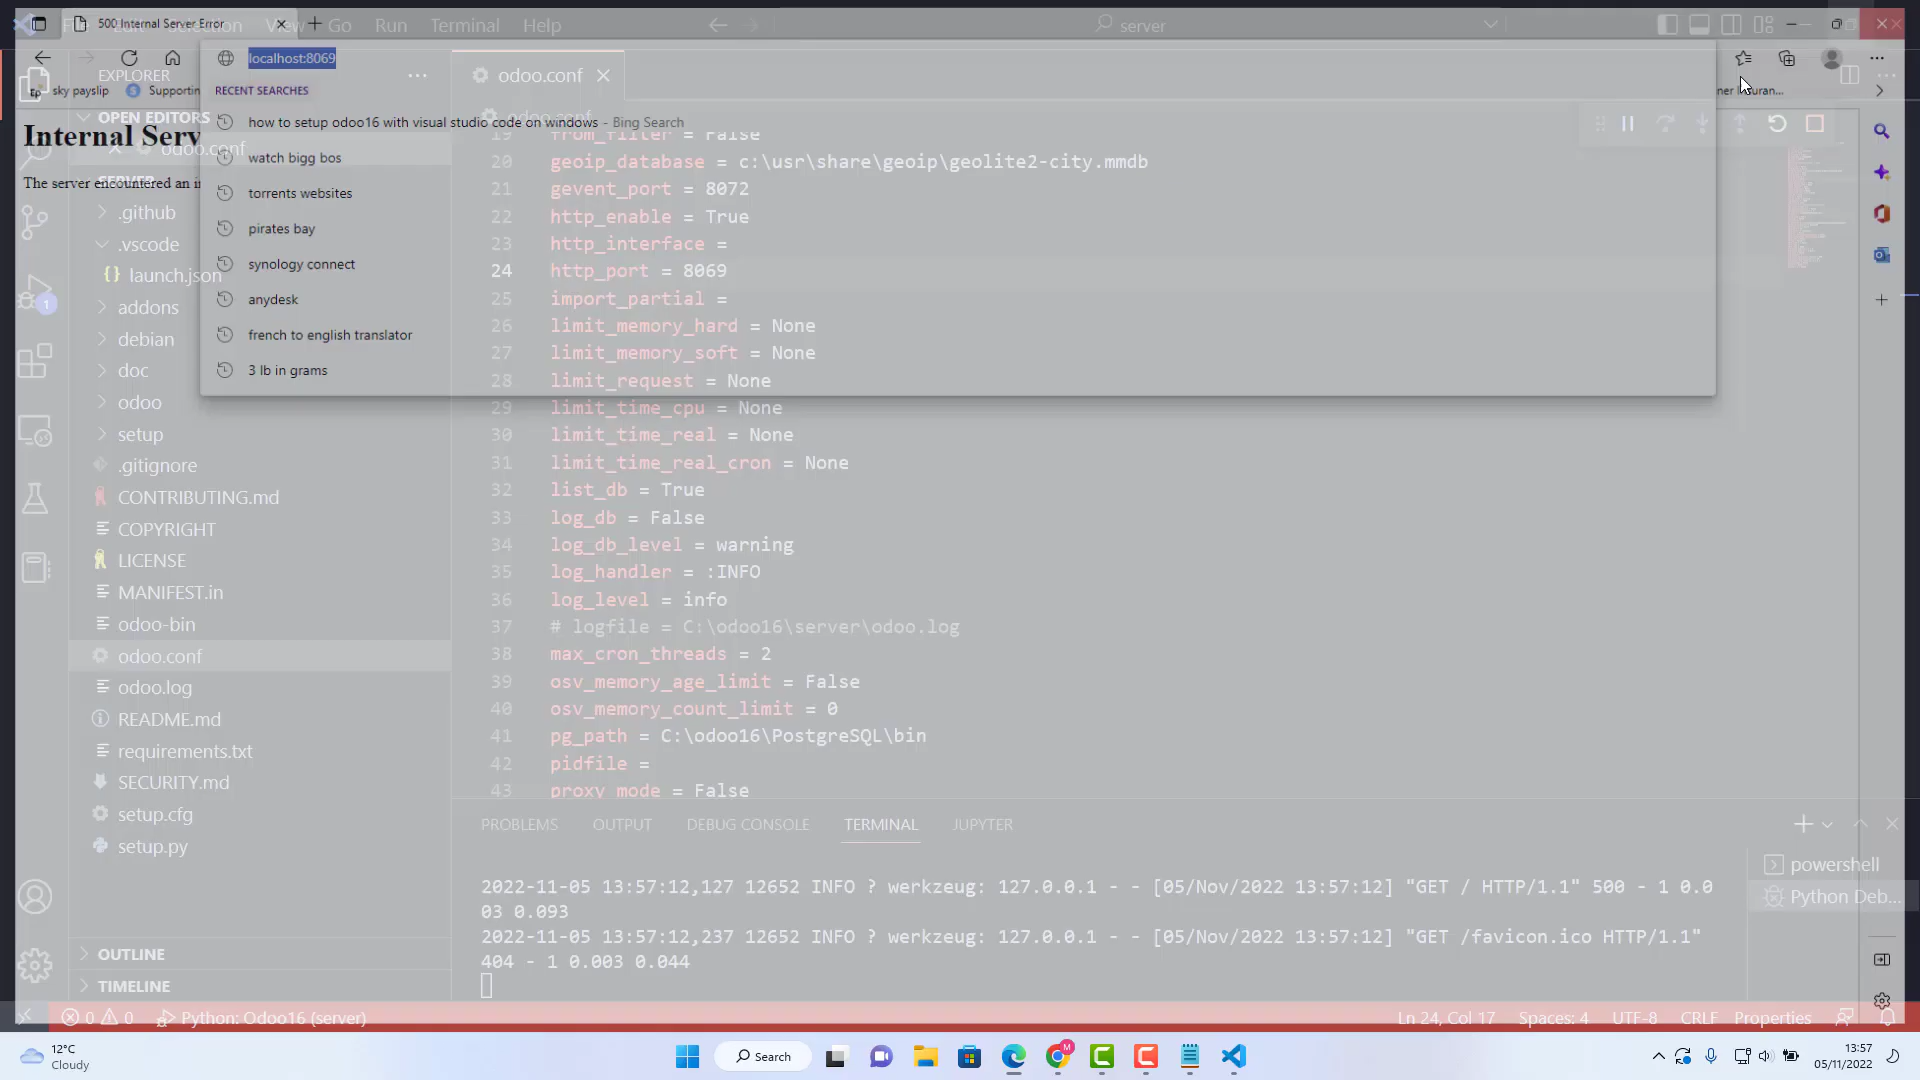 500 Internal Server Error
File Edit Selection View Go Run Terminal Help
server
localhost:8069
sky payslip
Supportin
RECENT SEARCHES
how to setup odoo16 with visual studio code on windows - Bing Search
watch bigg bos
torrents websites
pirates bay
synology connect
anydesk
french to english translator
3 lb in grams
Internal Serv
The server encountered an in
EXPLORER
OPEN EDITORS
odoo.conf
SERVER
.github
.vscode
launch.json
addons
debian
doc
odoo
setup
.gitignore
CONTRIBUTING.md
COPYRIGHT
LICENSE
MANIFEST.in
odoo-bin
odoo.conf
odoo.log
README.md
requirements.txt
SECURITY.md
setup.cfg
setup.py
OUTLINE
TIMELINE
odoo.conf
odoo.conf
19 from_filter = False
20 geoip_database = c:\usr\share\geoip\geolite2-city.mmdb
21 gevent_port = 8072
22 http_enable = True
23 http_interface =
24 http_port = 8069
25 import_partial =
26 limit_memory_hard = None
27 limit_memory_soft = None
28 limit_request = None
29 limit_time_cpu = None
30 limit_time_real = None
31 limit_time_real_cron = None
32 list_db = True
33 log_db = False
34 log_db_level = warning
35 log_handler = :INFO
36 log_level = info
37 # logfile = C:\odoo16\server\odoo.log
38 max_cron_threads = 2
39 osv_memory_age_limit = False
40 osv_memory_count_limit = 0
41 pg_path = C:\odoo16\PostgreSQL\bin
42 pidfile =
43 proxy_mode = False
PROBLEMS OUTPUT DEBUG CONSOLE TERMINAL JUPYTER
2022-11-05 13:57:12,127 12652 INFO ? werkzeug: 127.0.0.1 - - [05/Nov/2022 13:57:12] "GET / HTTP/1.1" 500 - 1 0.0
03 0.093
2022-11-05 13:57:12,237 12652 INFO ? werkzeug: 127.0.0.1 - - [05/Nov/2022 13:57:12] "GET /favicon.ico HTTP/1.1"
404 - 1 0.003 0.044
powershell
Python Deb...
0 0 Python: Odoo16 (server)
Ln 24, Col 17 Spaces: 4 UTF-8 CRLF Properties
12°C
Cloudy
Search
13:57
05/11/2022